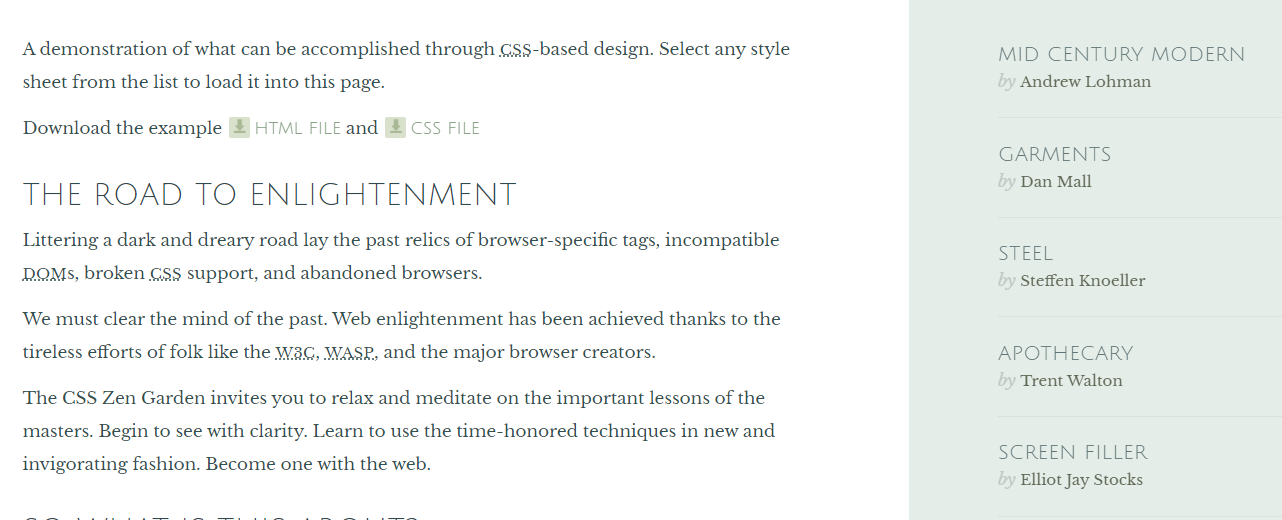 A demonstration of what can be accomplished through CSS-based design. Select any style
sheet from the list to load it into this page.
Download the example HTML FILE and CSS FILE
THE ROAD TO ENLIGHTENMENT
Littering a dark and dreary road lay the past relics of browser-specific tags, incompatible
DOMs, broken CSS support, and abandoned browsers.
We must clear the mind of the past. Web enlightenment has been achieved thanks to the
tireless efforts of folk like the W3C, WASP, and the major browser creators.
The CSS Zen Garden invites you to relax and meditate on the important lessons of the
masters. Begin to see with clarity. Learn to use the time-honored techniques in new and
invigorating fashion. Become one with the web.
SO WHAT IS THIS ABOUT?
MID CENTURY MODERN
by Andrew Lohman
GARMENTS
by Dan Mall
STEEL
by Steffen Knoeller
APOTHECARY
by Trent Walton
SCREEN FILLER
by Elliot Jay Stocks